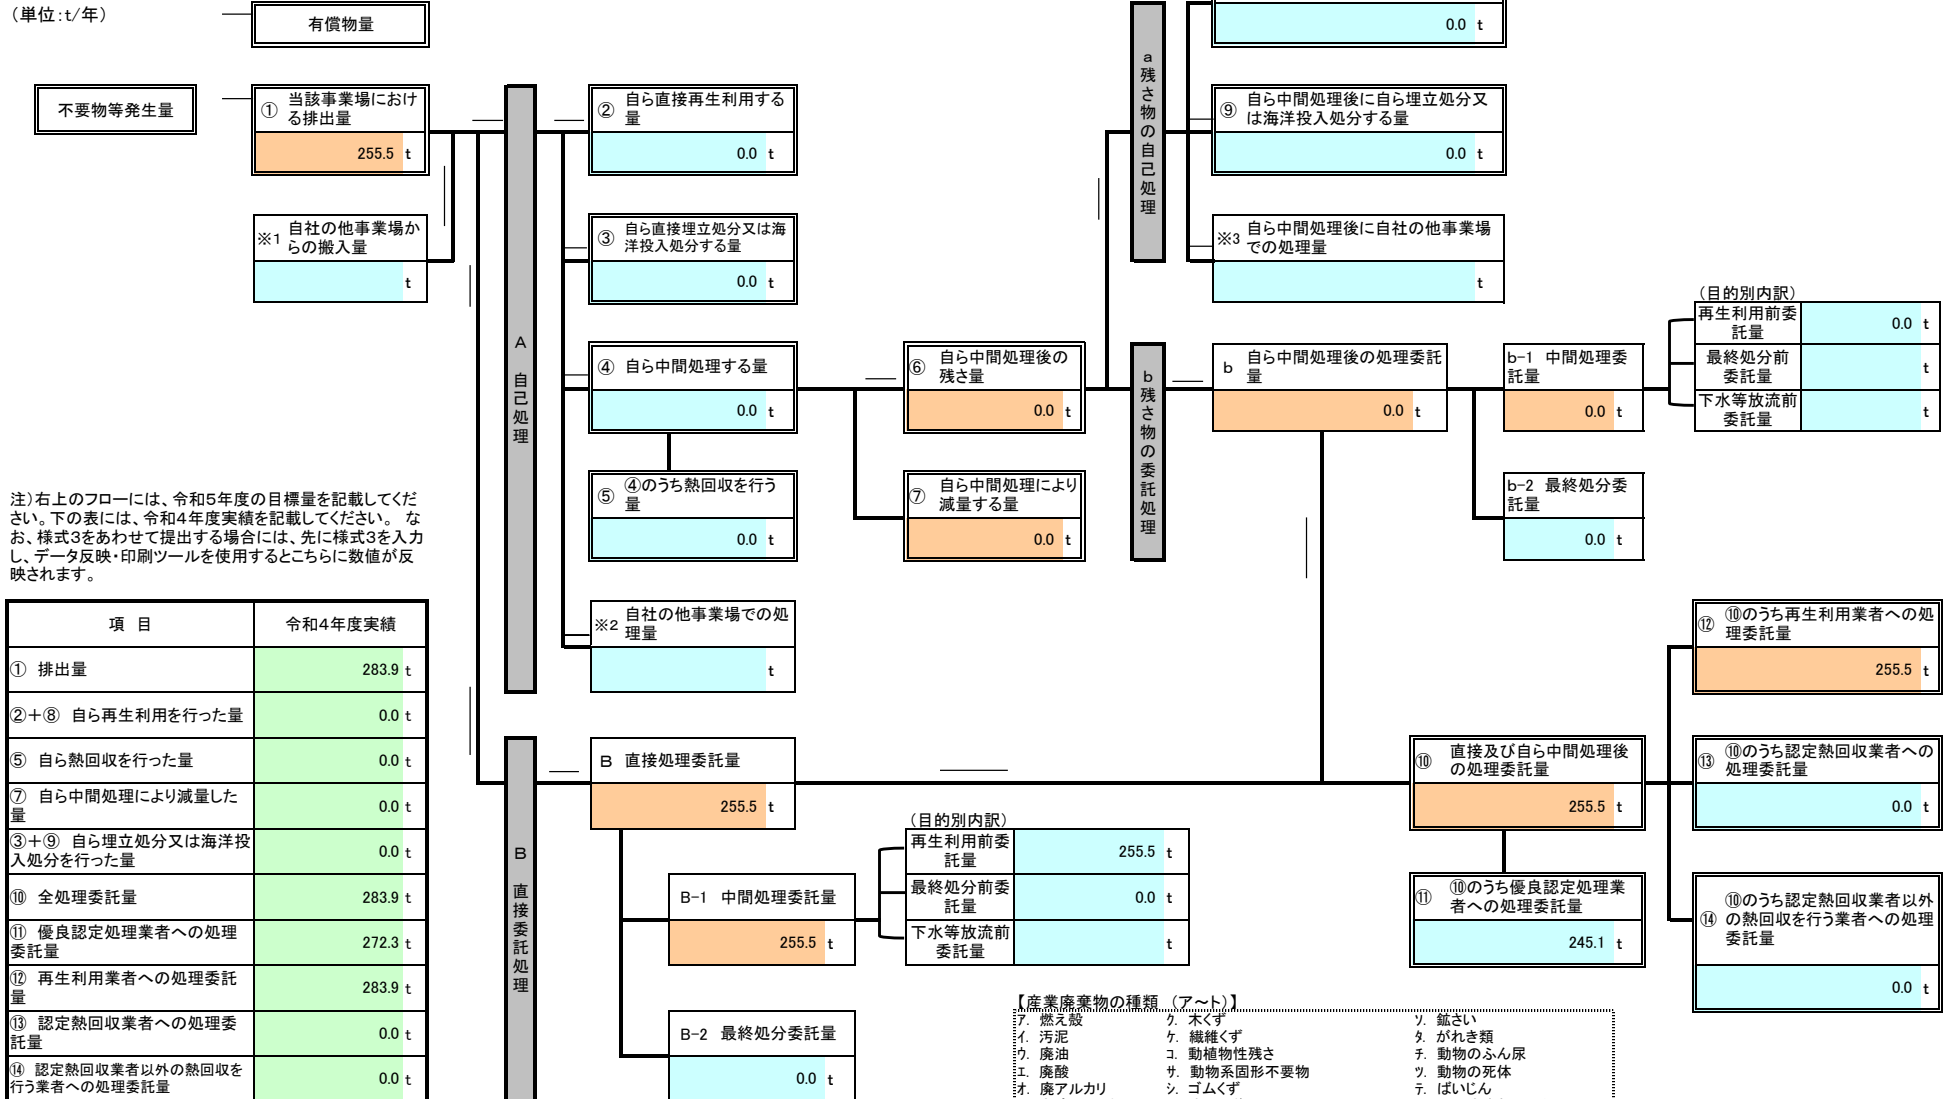 （単位：t/年）
有償物量
不要物等発生量
① 当該事業場におけ
る排出量
255.5 t
※1 自社の他事業場か
らの搬入量
t
A 自己処理
② 自ら直接再生利用する
量
0.0 t
③ 自ら直接埋立処分又は海
洋投入処分する量
0.0 t
④ 自ら中間処理する量
0.0 t
⑤ ④のうち熱回収を行う
量
0.0 t
※2 自社の他事業場での処
理量
t
⑥ 自ら中間処理後の
残さ量
0.0 t
⑦ 自ら中間処理により
減量する量
0.0 t
a 残さ物の自己処理
0.0 t
⑨ 自ら中間処理後に自ら埋立処分又
は海洋投入処分する量
0.0 t
※3 自ら中間処理後に自社の他事業場
での処理量
t
b 残さ物の委託処理
b 自ら中間処理後の処理委託
量
0.0 t
b-1 中間処理委
託量
0.0 t
b-2 最終処分委
託量
0.0 t
（目的別内訳）
再生利用前委
託量
0.0 t
最終処分前
委託量
t
下水等放流前
委託量
t
注）右上のフローには、令和５年度の目標量を記載してくだ
さい。下の表には、令和４年度実績を記載してください。 な
お、様式３をあわせて提出する場合には、先に様式３を入力
し、データ反映・印刷ツールを使用するとこちらに数値が反
映されます。
項 目 令和４年度実績
① 排出量 283.9 t
②＋⑧ 自ら再生利用を行った量 0.0 t
⑤ 自ら熱回収を行った量 0.0 t
⑦ 自ら中間処理により減量した
量 0.0 t
③＋⑨ 自ら埋立処分又は海洋投
入処分を行った量 0.0 t
⑩ 全処理委託量 283.9 t
⑪ 優良認定処理業者への処理
委託量 272.3 t
⑫ 再生利用業者への処理委託
量 283.9 t
⑬ 認定熱回収業者への処理委
託量 0.0 t
⑭ 認定熱回収業者以外の熱回収を
行う業者への処理委託量 0.0 t
B 直接委託処理
B 直接処理委託量
255.5 t
B-1 中間処理委託量
255.5 t
B-2 最終処分委託量
0.0 t
（目的別内訳）
再生利用前委
託量
255.5 t
最終処分前委
託量
0.0 t
下水等放流前
委託量
t
⑩ 直接及び自ら中間処理後
の処理委託量
255.5 t
⑪ ⑩のうち優良認定処理業
者への処理委託量
245.1 t
⑫ ⑩のうち再生利用業者への処
理委託量
255.5 t
⑬ ⑩のうち認定熱回収業者への
処理委託量
0.0 t
⑭ ⑩のうち認定熱回収業者以外
の熱回収を行う業者への処理
委託量
0.0 t
【産業廃棄物の種類 （ア～ト）】
ア. 燃え殻 ク. 木くず ソ. 鉱さい
イ. 汚泥 ケ. 繊維くず タ. がれき類
ウ. 廃油 コ. 動植物性残さ チ. 動物のふん尿
エ. 廃酸 サ. 動物系固形不要物 ツ. 動物の死体
オ. 廃アルカリ シ. ゴムくず テ. ばいじん